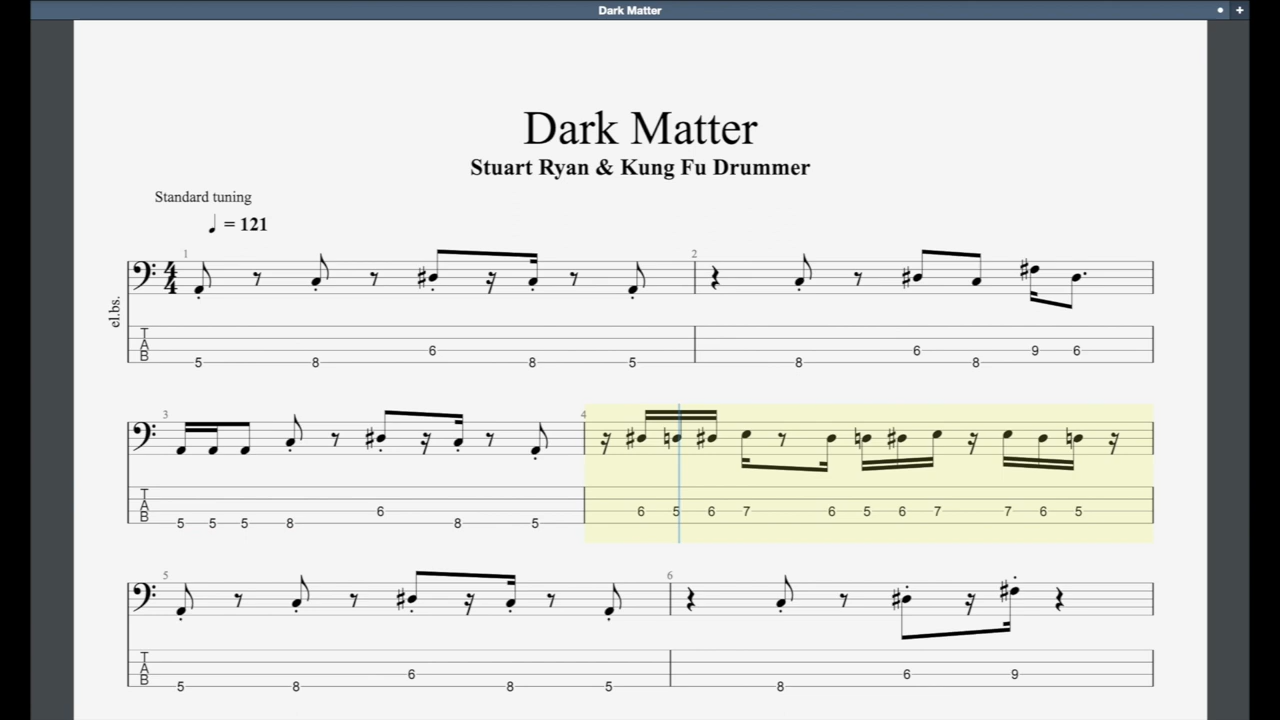 Dark Matter
Dark Matter
Stuart Ryan & Kung Fu Drummer
Standard tuning
= 121
el.bs.
1 2
4
4
T
A
B
5 8 6 8 5 8 6 8 9 6
3 4
T
A
B
5 5 5 8 6 8 5 6 5 6 7 6 5 6 7 7 6 5
5 6
T
A
B
5 8 6 8 5 8 6 9